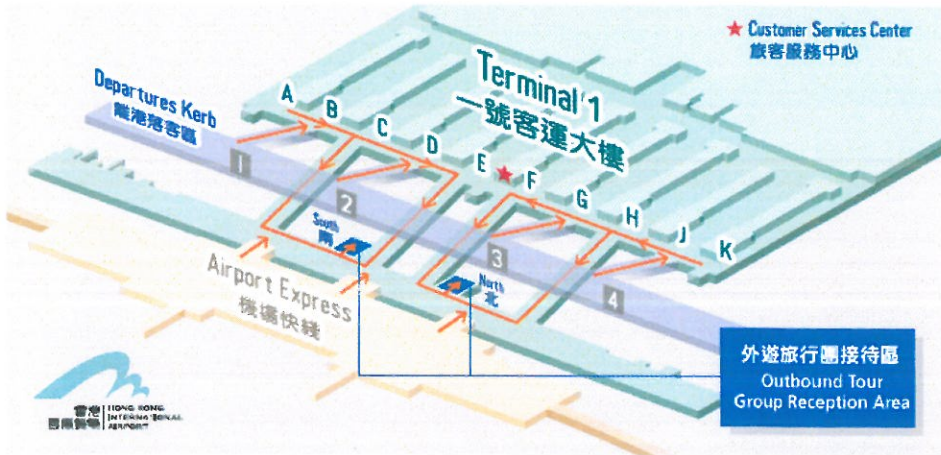 ★ Customer Services Center
旅客服務中心
Terminal 1
一號客運大樓
Departures Kerb
離港落客區
A
B
C
D
E
F
G
H
J
K
1
2
3
4
South
南
North
北
Airport Express
機場快綫
外遊旅行團接待區
Outbound Tour
Group Reception Area
香港
國際機場
HONG KONG
INTERNATIONAL
AIRPORT